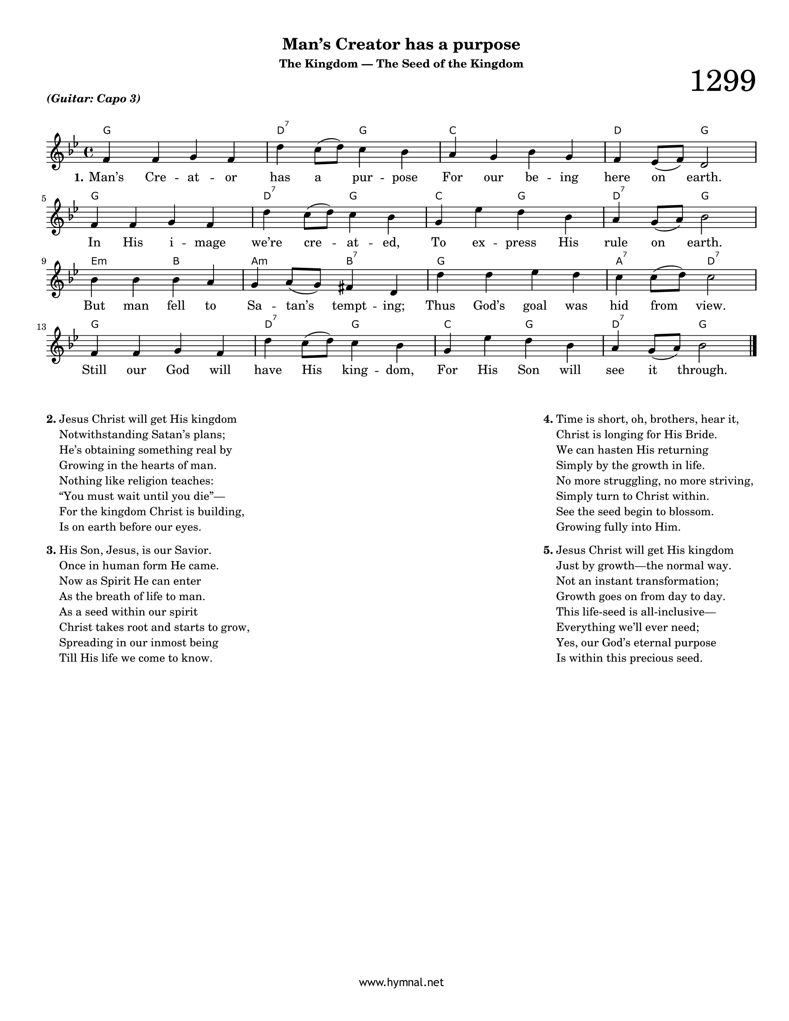 Man's Creator has a purpose
The Kingdom — The Seed of the Kingdom
1299
(Guitar: Capo 3)
G D7 G C D G
1. Man's Cre - at - or has a pur - pose For our be - ing here on earth.
5
G D7 G C G D7 G
In His i - mage we're cre - at - ed, To ex - press His rule on earth.
9
Em B Am B7 G A7 D7
But man fell to Sa - tan's tempt - ing; Thus God's goal was hid from view.
13
G D7 G C G D7 G
Still our God will have His king - dom, For His Son will see it through.
2. Jesus Christ will get His kingdom
Notwithstanding Satan's plans;
He's obtaining something real by
Growing in the hearts of man.
Nothing like religion teaches:
“You must wait until you die”—
For the kingdom Christ is building,
Is on earth before our eyes.
3. His Son, Jesus, is our Savior.
Once in human form He came.
Now as Spirit He can enter
As the breath of life to man.
As a seed within our spirit
Christ takes root and starts to grow,
Spreading in our inmost being
Till His life we come to know.
4. Time is short, oh, brothers, hear it,
Christ is longing for His Bride.
We can hasten His returning
Simply by the growth in life.
No more struggling, no more striving,
Simply turn to Christ within.
See the seed begin to blossom.
Growing fully into Him.
5. Jesus Christ will get His kingdom
Just by growth—the normal way.
Not an instant transformation;
Growth goes on from day to day.
This life-seed is all-inclusive—
Everything we'll ever need;
Yes, our God's eternal purpose
Is within this precious seed.
www.hymnal.net